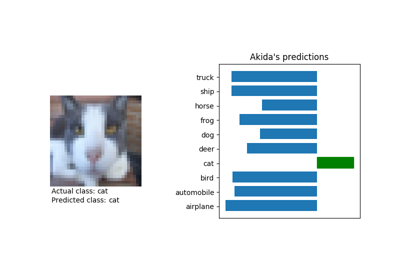 Akida's predictions
truck
ship
horse
frog
dog
deer
cat
bird
automobile
airplane
Actual class: cat
Predicted class: cat